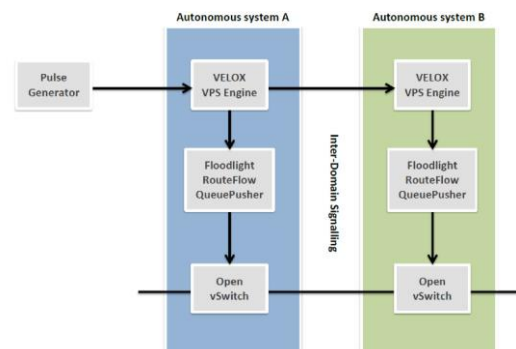 Autonomous system A
Autonomous system B
Pulse
Generator
VELOX
VPS Engine
VELOX
VPS Engine
Inter-Domain Signalling
Floodlight
RouteFlow
QueuePusher
Floodlight
RouteFlow
QueuePusher
Open
vSwitch
Open
vSwitch